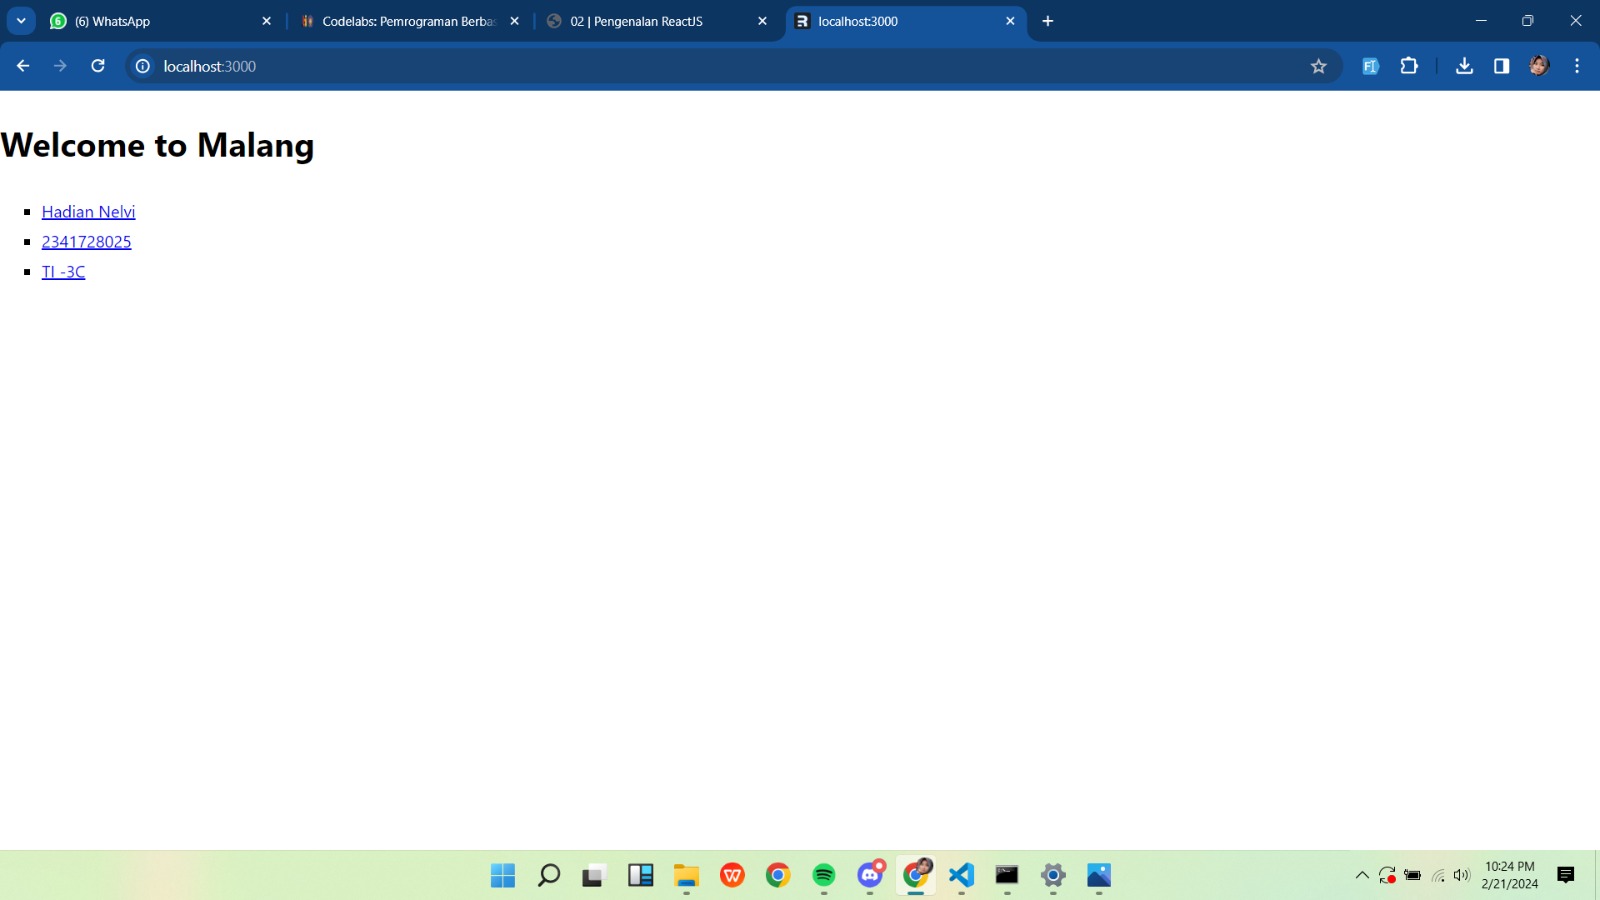 (6) WhatsApp
Codelabs: Pemrograman Berbas
02 | Pengenalan ReactJS
localhost:3000
localhost:3000
Welcome to Malang
Hadian Nelvi
2341728025
TI -3C
10:24 PM
2/21/2024